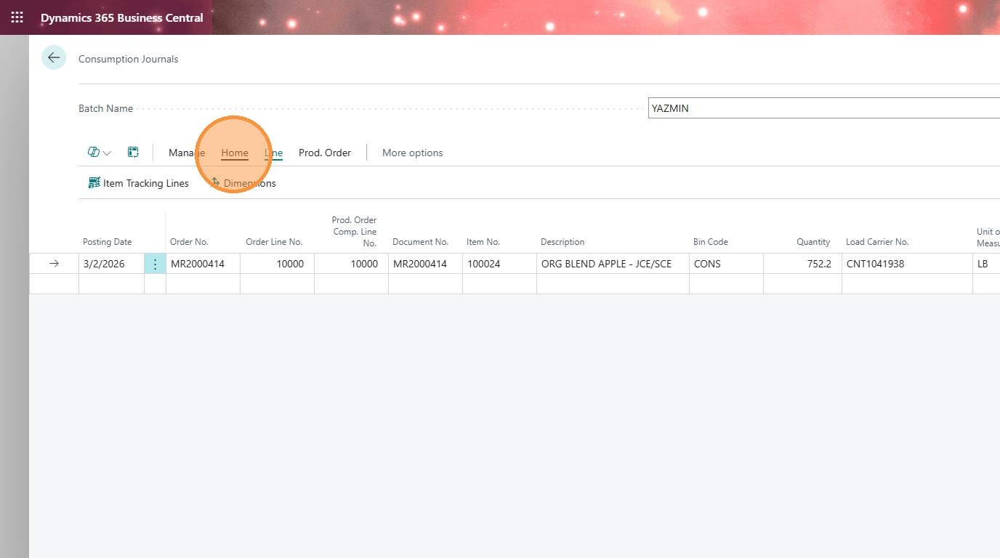 Dynamics 365 Business Central
Consumption Journals
Batch Name
YAZMIN
Manage Home Line Prod. Order More options
Item Tracking Lines Dimensions
Posting Date Order No. Order Line No. Prod. Order Comp. Line No. Document No. Item No. Description Bin Code Quantity Load Carrier No. Unit o Measu
3/2/2026 MR2000414 10000 10000 MR2000414 100024 ORG BLEND APPLE - JCE/SCE CONS 752.2 CNT1041938 LB